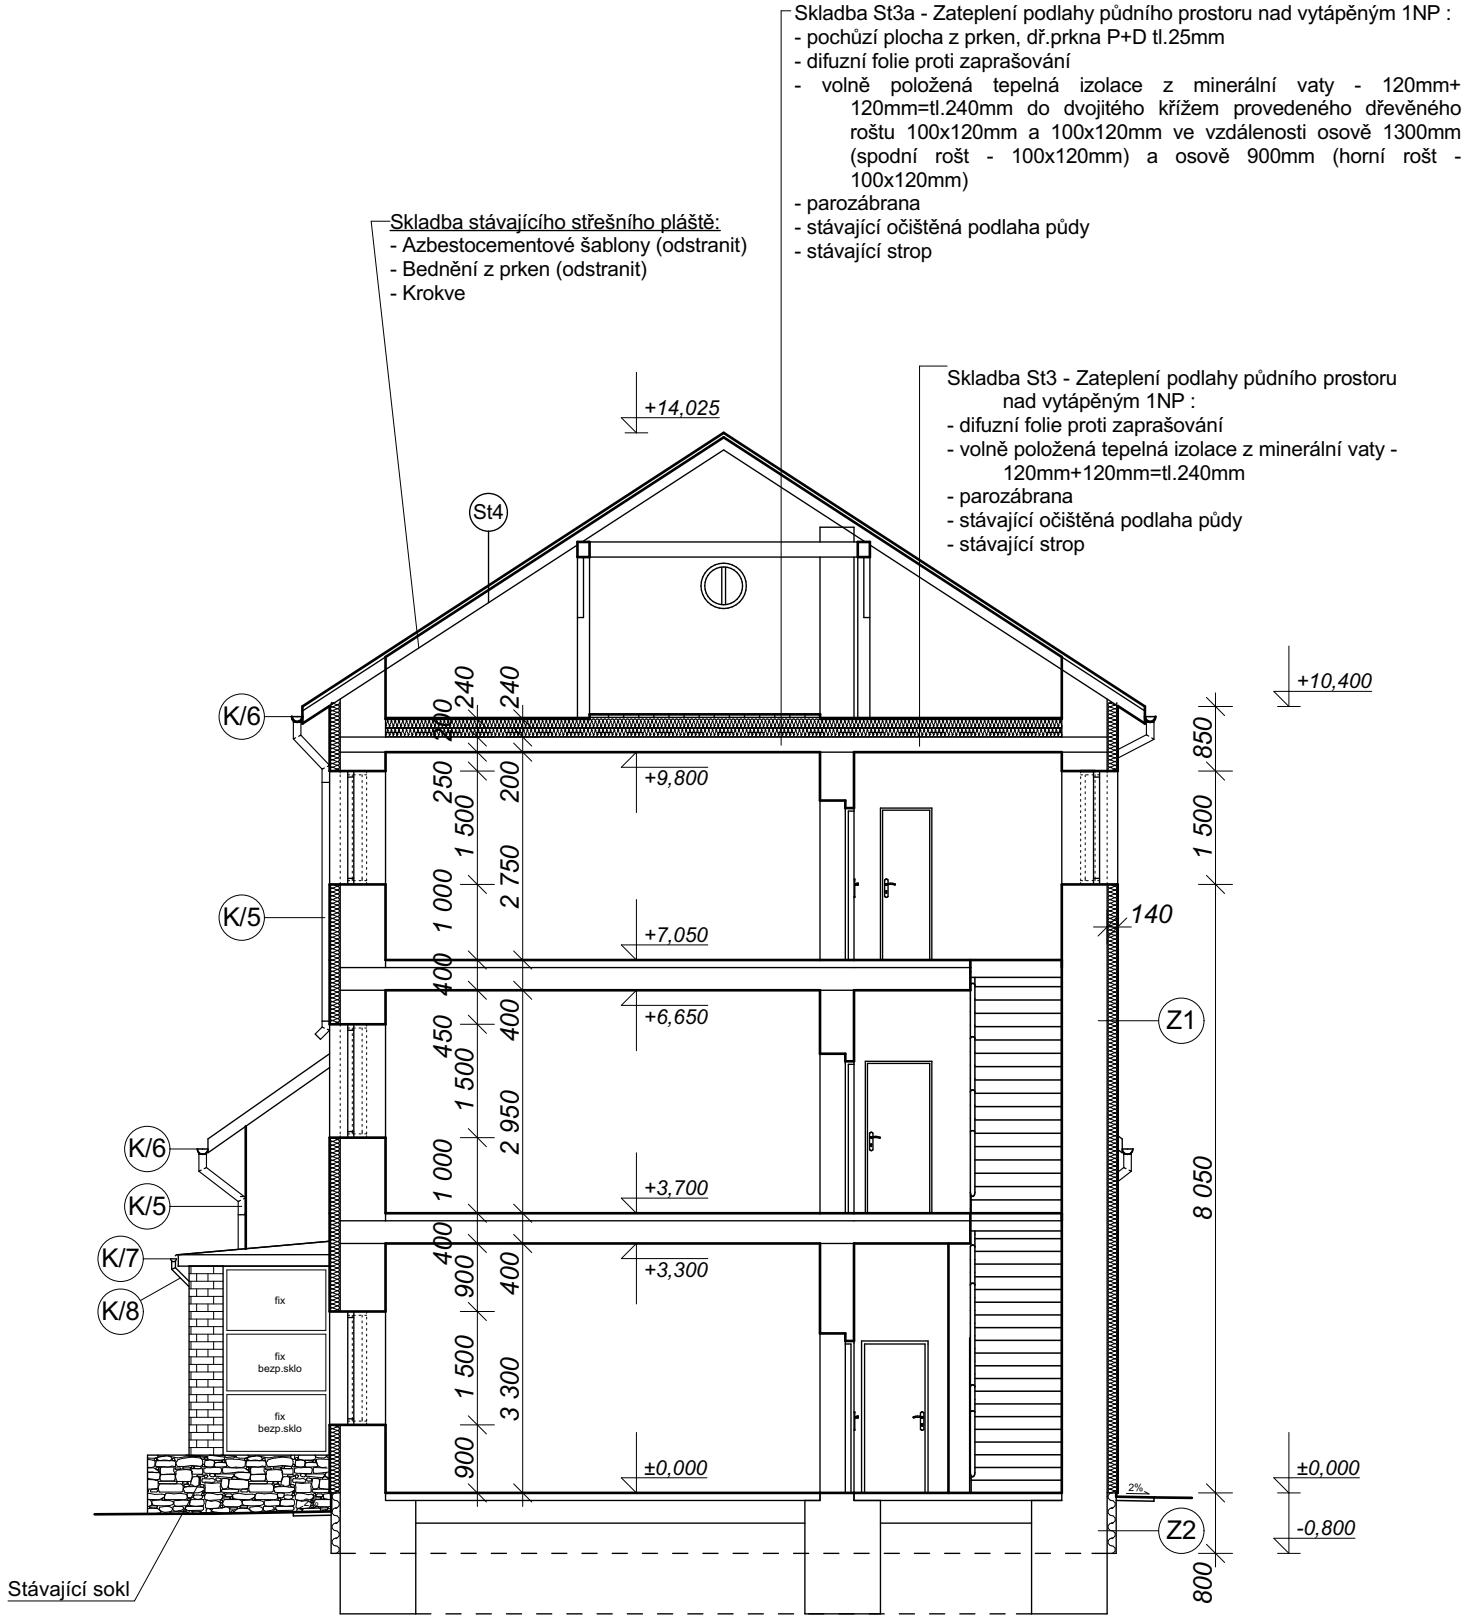 Skladba St3a - Zateplení podlahy půdního prostoru nad vytápěným 1NP :
- pochůzí plocha z prken, dř.prkna P+D tl.25mm
- difuzní folie proti zaprašování
- volně položená tepelná izolace z minerální vaty - 120mm+
120mm=tl.240mm do dvojitého křížem provedeného dřevěného
roštu 100x120mm a 100x120mm ve vzdálenosti osově 1300mm
(spodní rošt - 100x120mm) a osově 900mm (horní rošt -
100x120mm)
- parozábrana
- stávající očištěná podlaha půdy
- stávající strop
Skladba stávajícího střešního pláště:
- Azbestocementové šablony (odstranit)
- Bednění z prken (odstranit)
- Krokve
Skladba St3 - Zateplení podlahy půdního prostoru
nad vytápěným 1NP :
- difuzní folie proti zaprašování
- volně položená tepelná izolace z minerální vaty -
120mm+120mm=tl.240mm
- parozábrana
- stávající očištěná podlaha půdy
- stávající strop
+14,025
St4
+10,400
K/6
240
240
200
850
250
200
+9,800
1 500
1 500
2 750
1 000
K/5
140
+7,050
400
+6,650
450
400
Z1
1 500
2 950
K/6
1 000
+3,700
K/5
8 050
400
K/7
+3,300
900
400
K/8
fix
fix
bezp.sklo
1 500
3 300
fix
bezp.sklo
900
±0,000
±0,000
2%
2%
Z2
-0,800
800
Stávající sokl